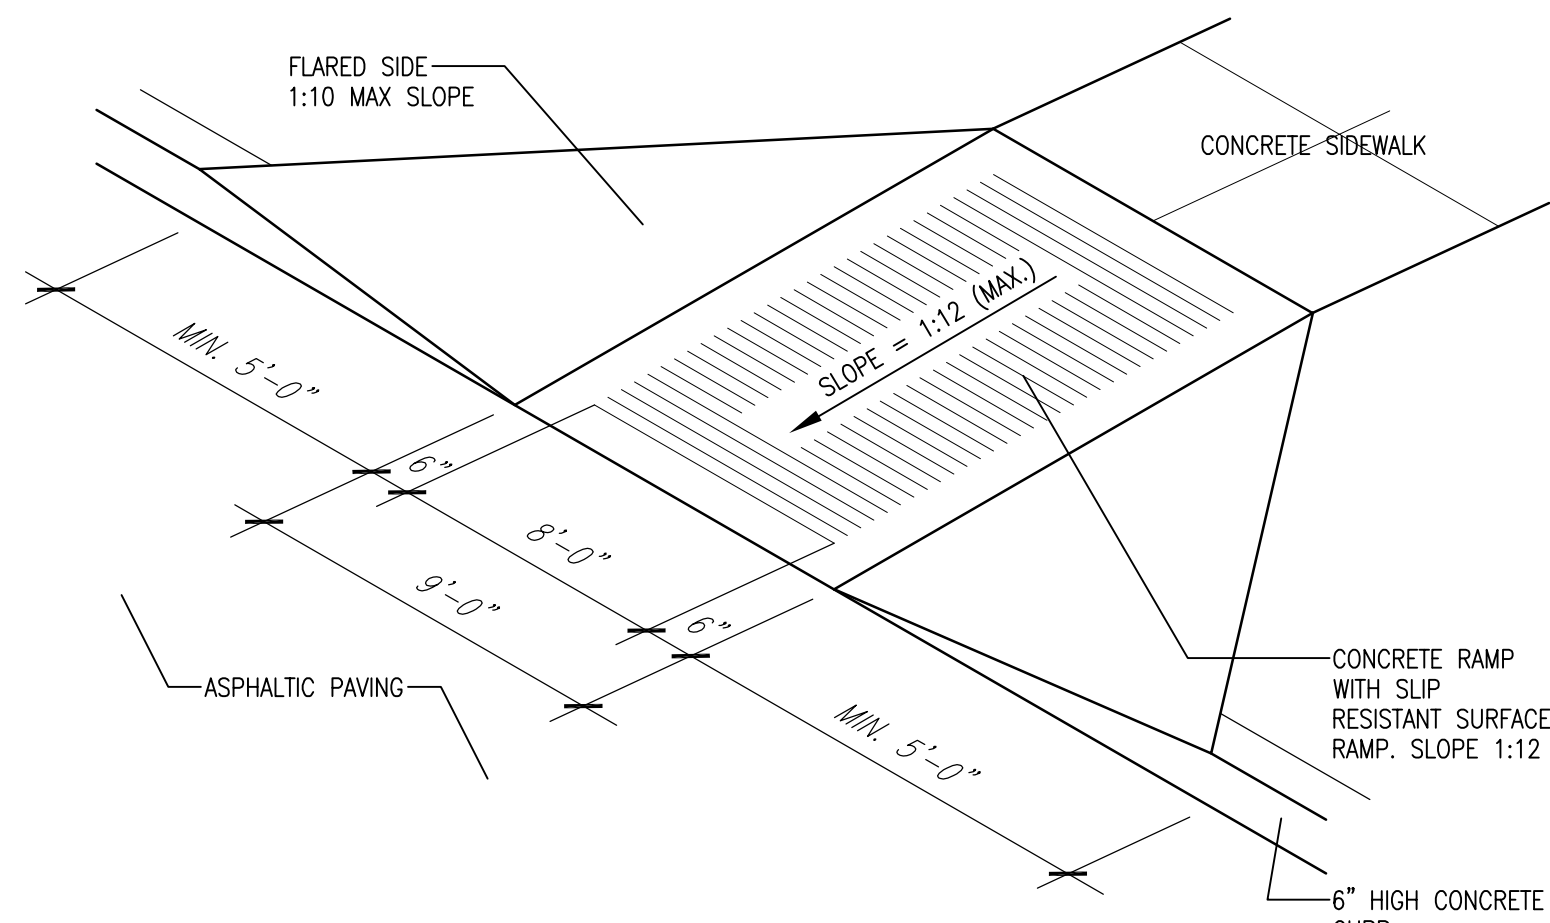 FLARED SIDE
1:10 MAX SLOPE
CONCRETE SIDEWALK
SLOPE = 1:12 (MAX.)
MIN. 5'-0"
6"
8'-0"
9'-0"
6"
MIN. 5'-0"
ASPHALTIC PAVING
CONCRETE RAMP
WITH SLIP
RESISTANT SURFACE
RAMP. SLOPE 1:12
6" HIGH CONCRETE